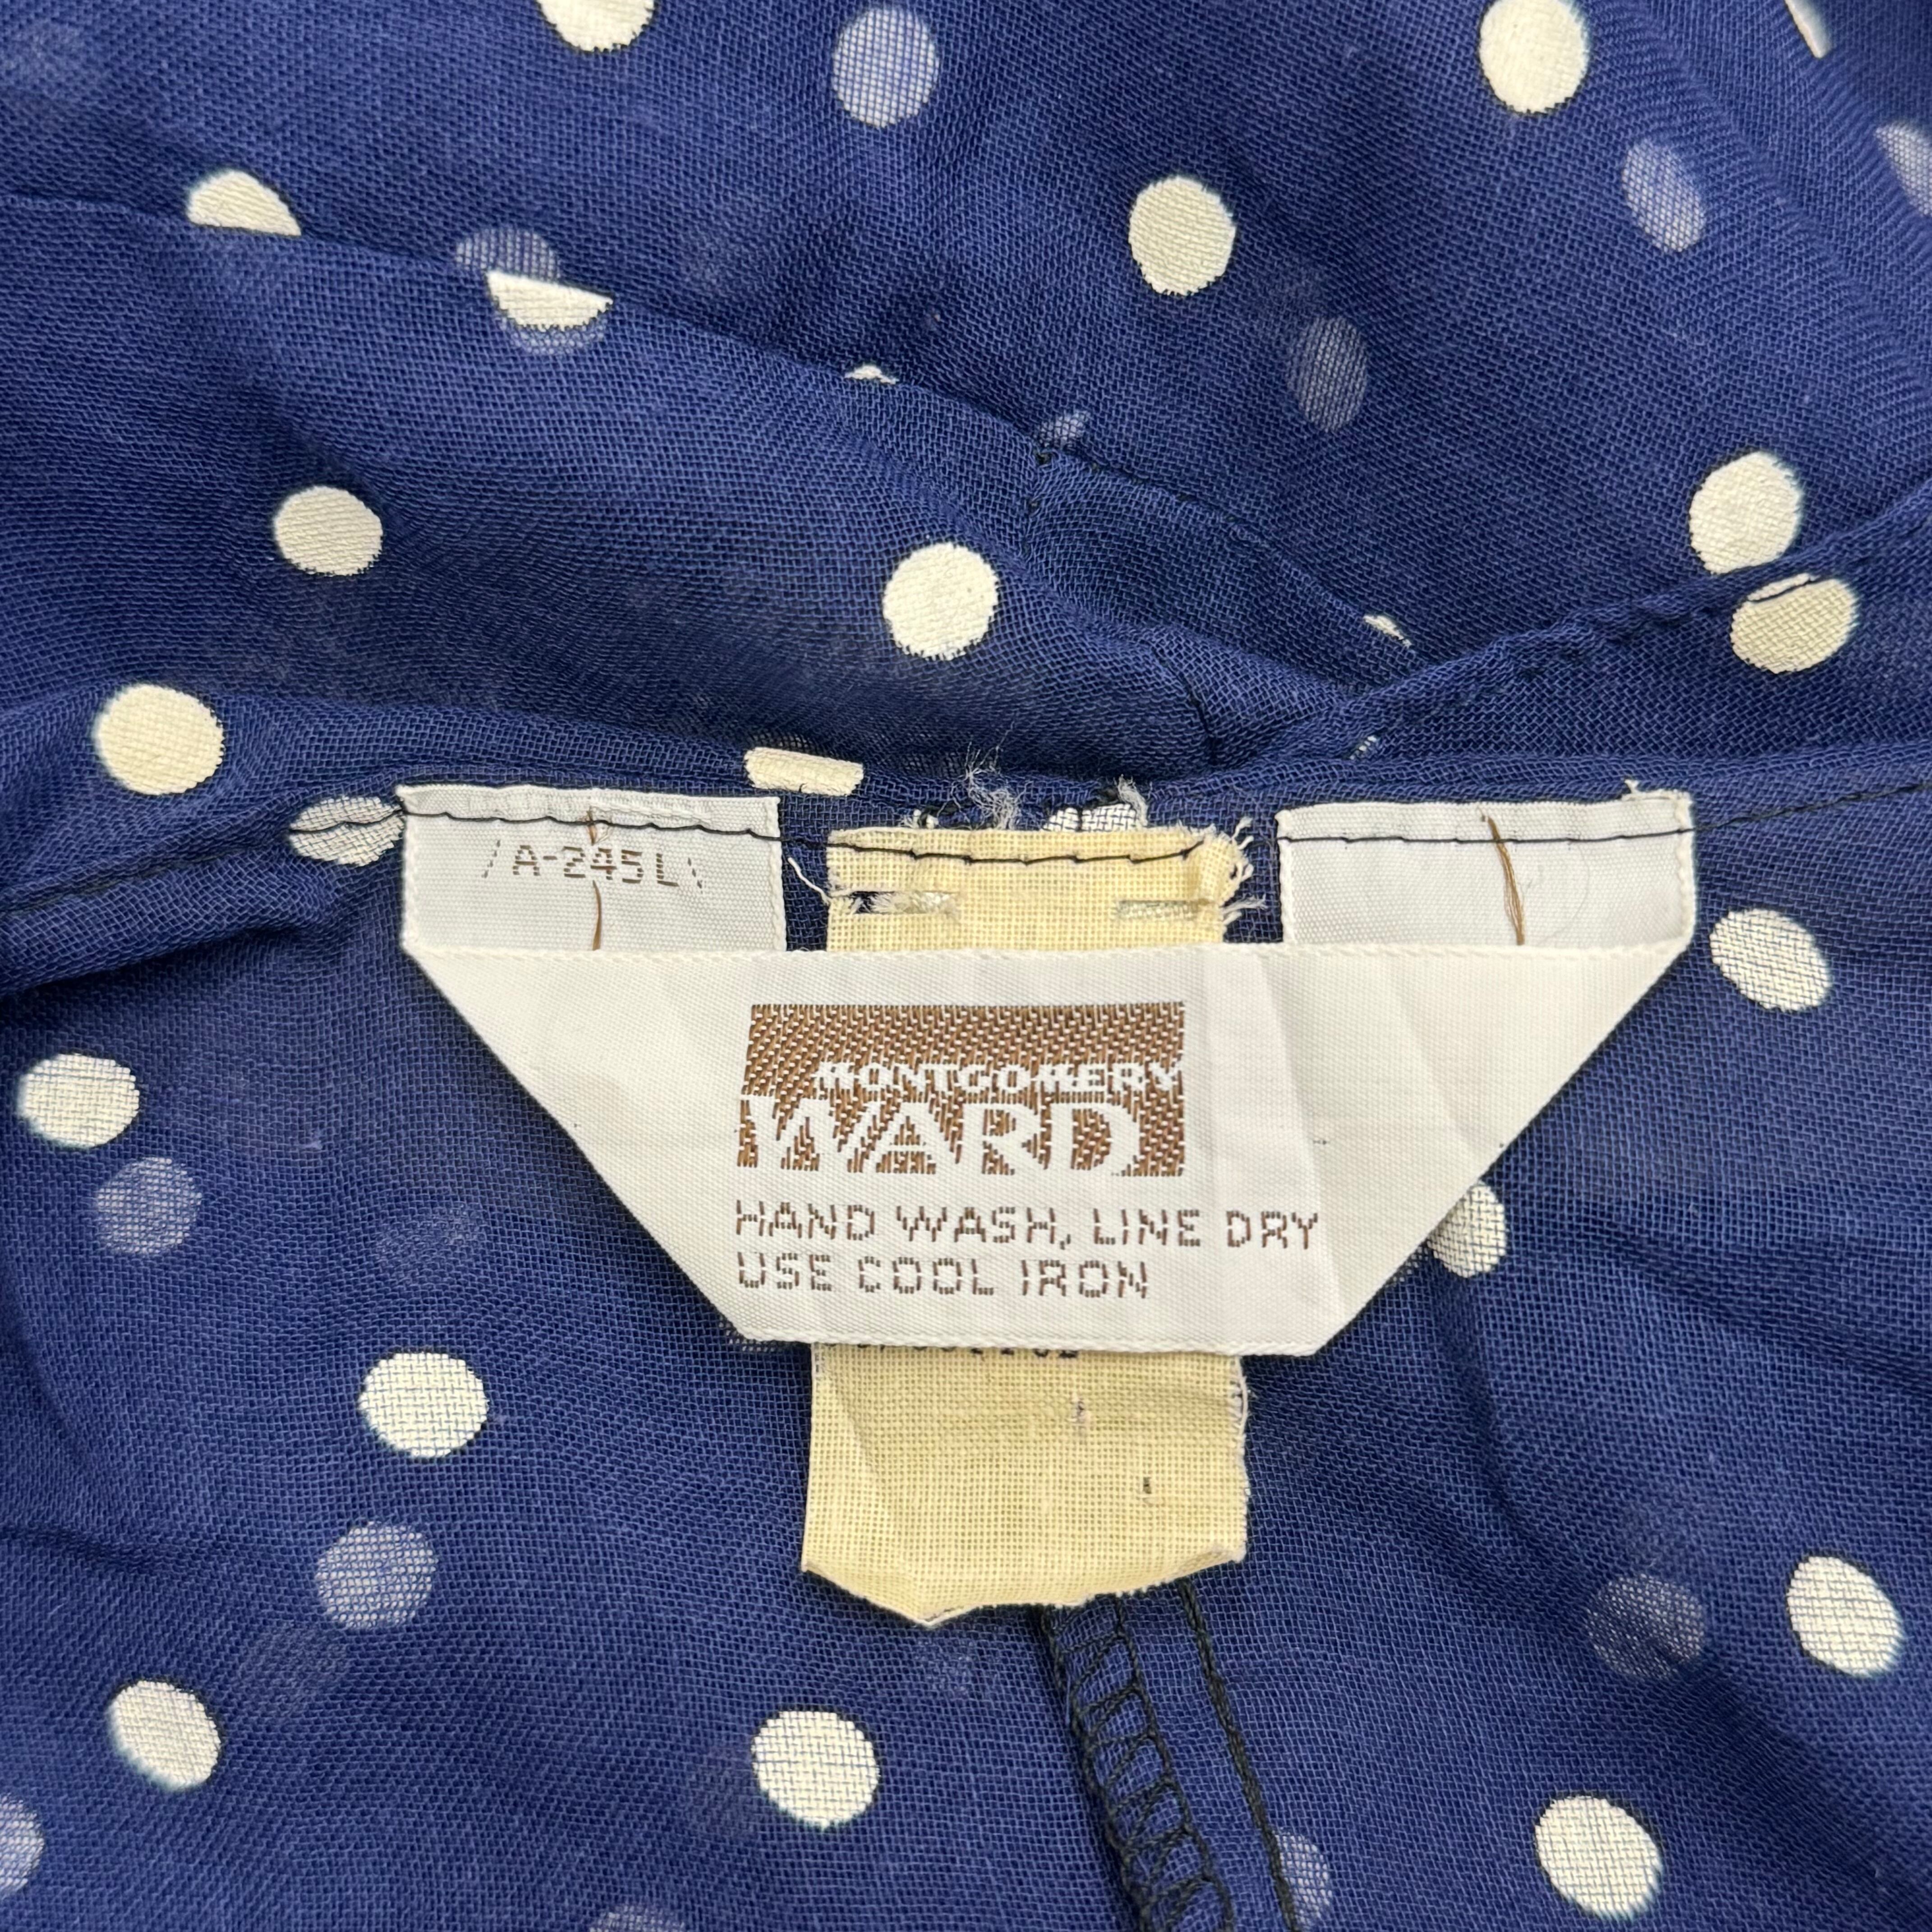 A-245L
MONTGOMERY
WARD
HAND WASH, LINE DRY
USE COOL IRON